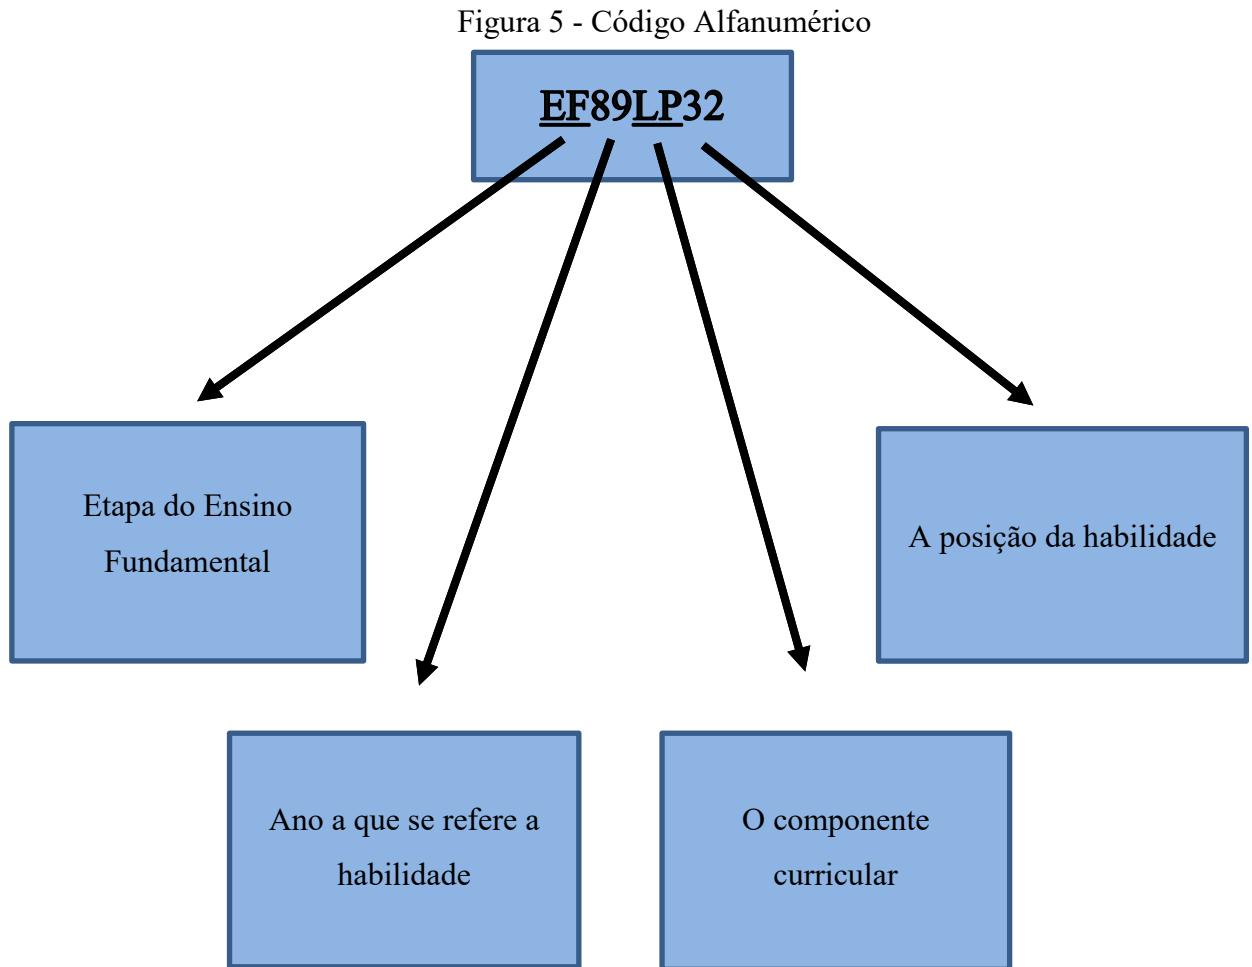 Figura 5 - Código Alfanumérico
EF89LP32
Etapa do Ensino
Fundamental
A posição da habilidade
Ano a que se refere a
habilidade
O componente
curricular